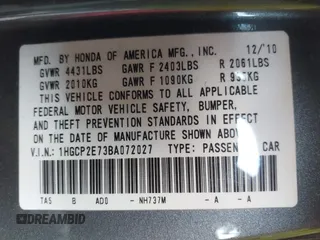 MFD. BY HONDA OF AMERICA MFG., INC. 12/10
GVWR 4431LBS GAWR F 2403LBS R 2061LBS
GVWR 2010KG GAWR F 1090KG
THIS VEHICLE CONFORMS TO ALL APPLICABLE
FEDERAL MOTOR VEHICLE SAFETY, BUMPER,
AND THEFT PREVENTION STANDARDS IN EFFECT
ON THE DATE OF MANUFACTURE SHOWN ABOVE.
V.I.N: 1HGCP2E73BA072027 TYPE: CAR
TA5 B AD0 - NH737M - A - A
DREAMBID